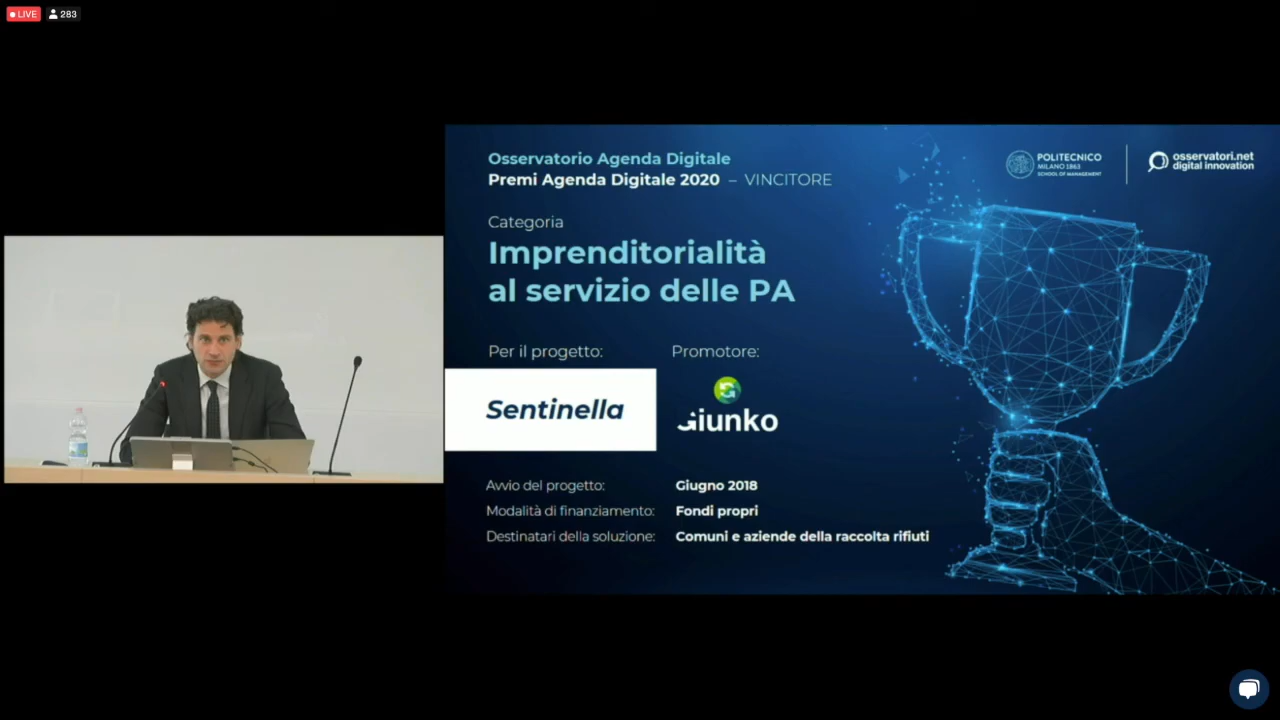 LIVE 283
Osservatorio Agenda Digitale
Premi Agenda Digitale 2020 – VINCITORE
POLITECNICO
MILANO 1863
SCHOOL OF MANAGEMENT
osservatori.net
digital innovation
Categoria
Imprenditorialità
al servizio delle PA
Per il progetto: Promotore:
Sentinella
Giunko
Avvio del progetto: Giugno 2018
Modalità di finanziamento: Fondi propri
Destinatari della soluzione: Comuni e aziende della raccolta rifiuti